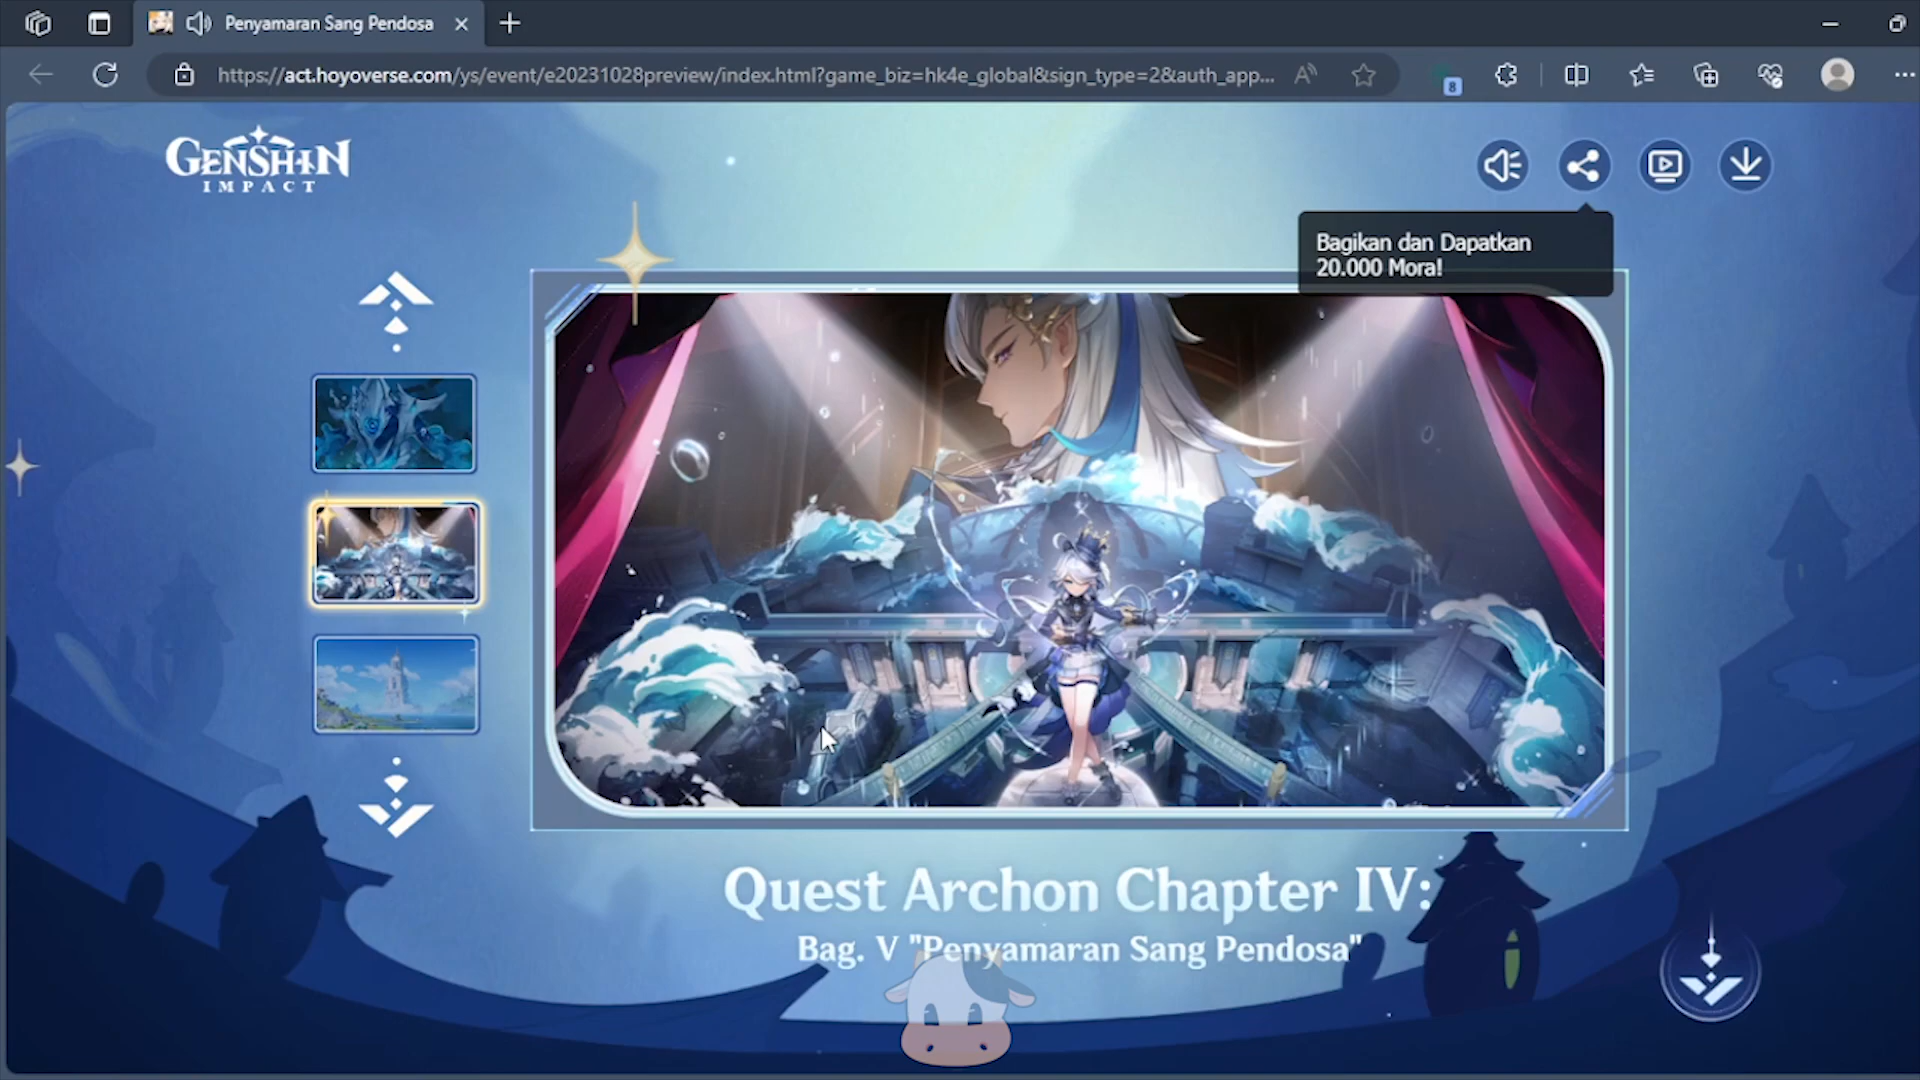 Penyamaran Sang Pendosa
https://act.hoyoverse.com/ys/event/e20231028preview/index.html?game_biz=hk4e_global&sign_type=2&auth_app...
8
GENSHIN
IMPACT
Bagikan dan Dapatkan
20.000 Mora!
Quest Archon Chapter IV:
Bag. V "Penyamaran Sang Pendosa"